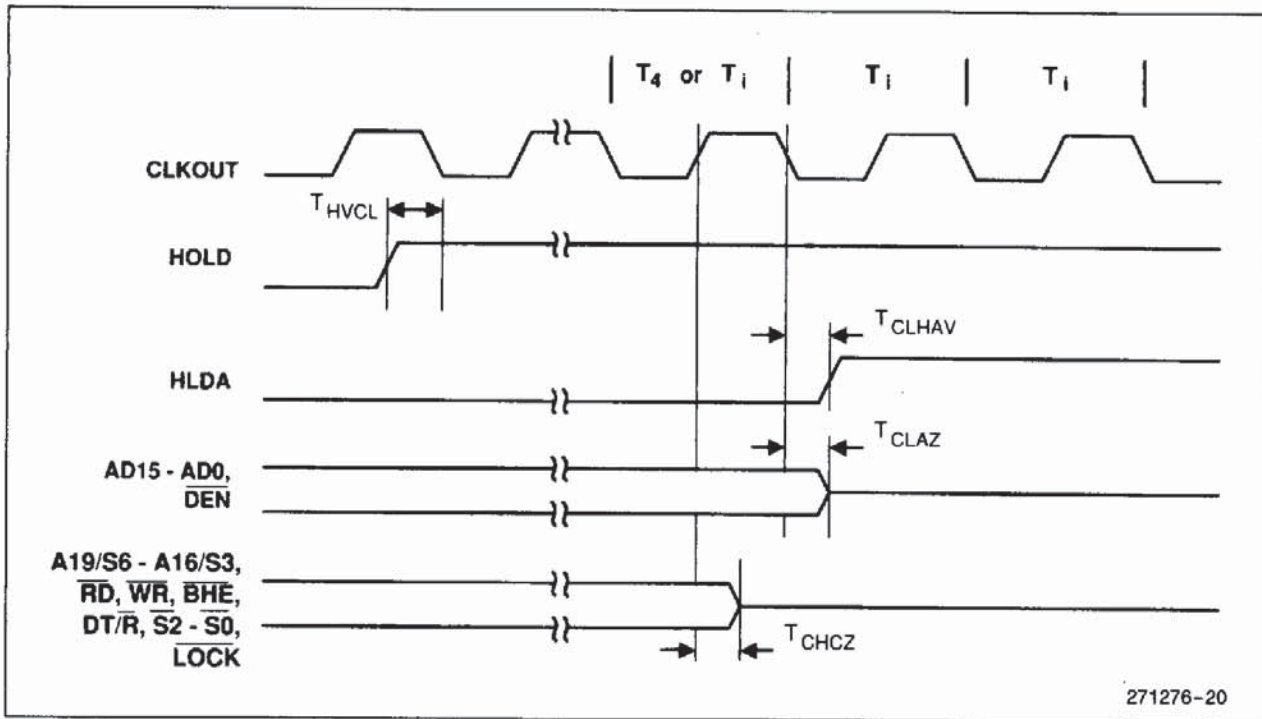 T4 or Ti Ti Ti
CLKOUT
THVCL
HOLD
TCLHAV
HLDA
TCLAZ
AD15 - AD0,
DEN
A19/S6 - A16/S3,
RD, WR, BHE,
DT/R, S2 - S0,
LOCK
TCHCZ
271276-20